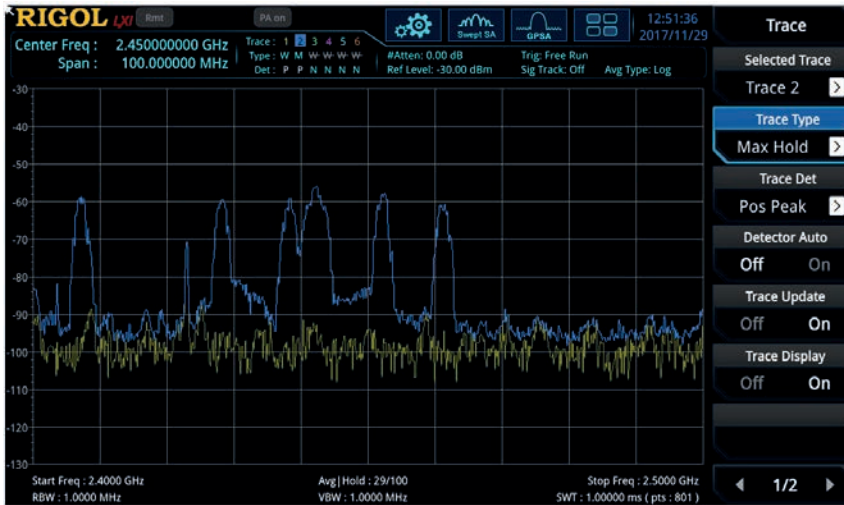 RIGOL LXI Rmt PA on 12:51:36
Swept SA GPSA 2017/11/29
Center Freq : 2.450000000 GHz
Span : 100.000000 MHz
Trace : 1 2 3 4 5 6
Type : W M W W W W
Det : P P N N N N
#Atten: 0.00 dB Trig: Free Run
Ref Level: -30.00 dBm Sig Track: Off Avg Type: Log
-30
-40
-50
-60
-70
-80
-90
-100
-110
-120
-130
Start Freq : 2.4000 GHz Avg|Hold : 29/100 Stop Freq : 2.5000 GHz
RBW : 1.0000 MHz VBW : 1.0000 MHz SWT : 1.00000 ms ( pts : 801 )
Trace
Selected Trace
Trace 2
Trace Type
Max Hold
Trace Det
Pos Peak
Detector Auto
Off On
Trace Update
Off On
Trace Display
Off On
1/2